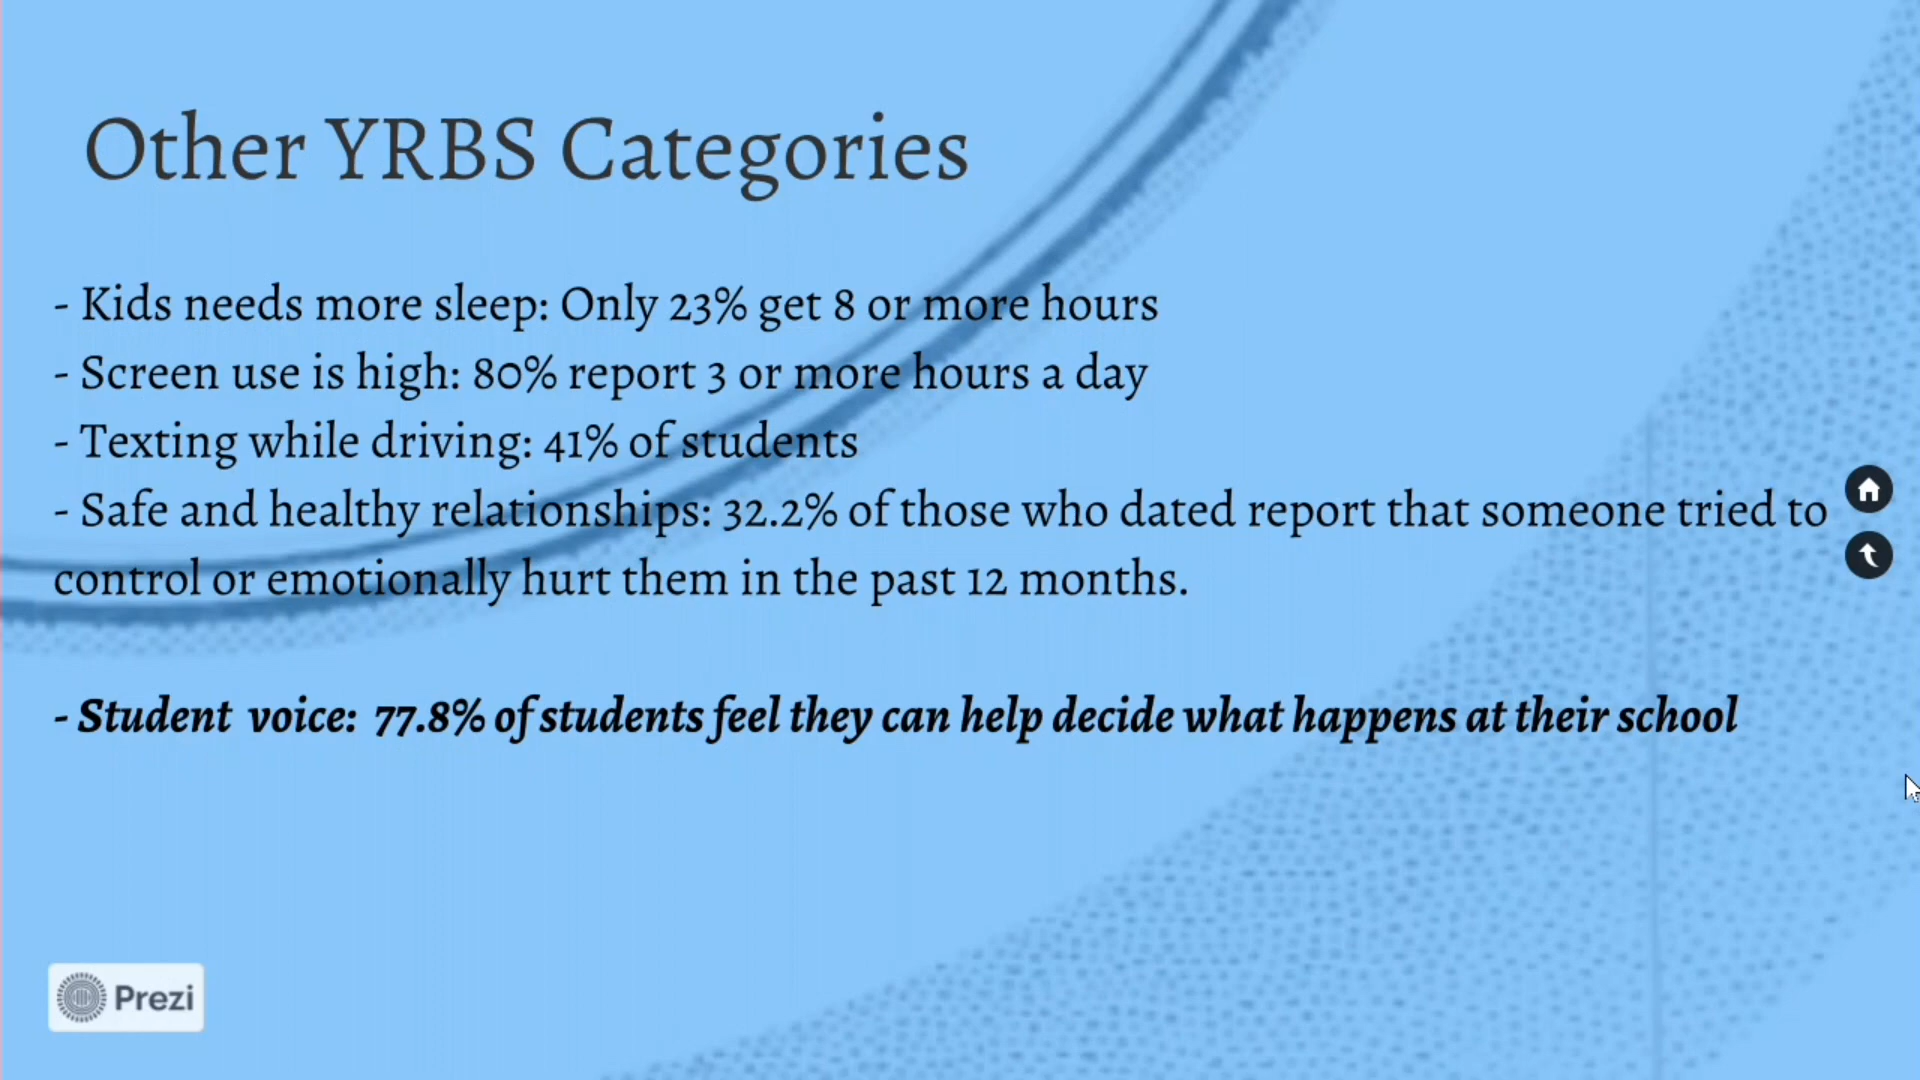 Other YRBS Categories
- Kids needs more sleep: Only 23% get 8 or more hours
- Screen use is high: 80% report 3 or more hours a day
- Texting while driving: 41% of students
- Safe and healthy relationships: 32.2% of those who dated report that someone tried to
control or emotionally hurt them in the past 12 months.
- Student voice: 77.8% of students feel they can help decide what happens at their school
Prezi